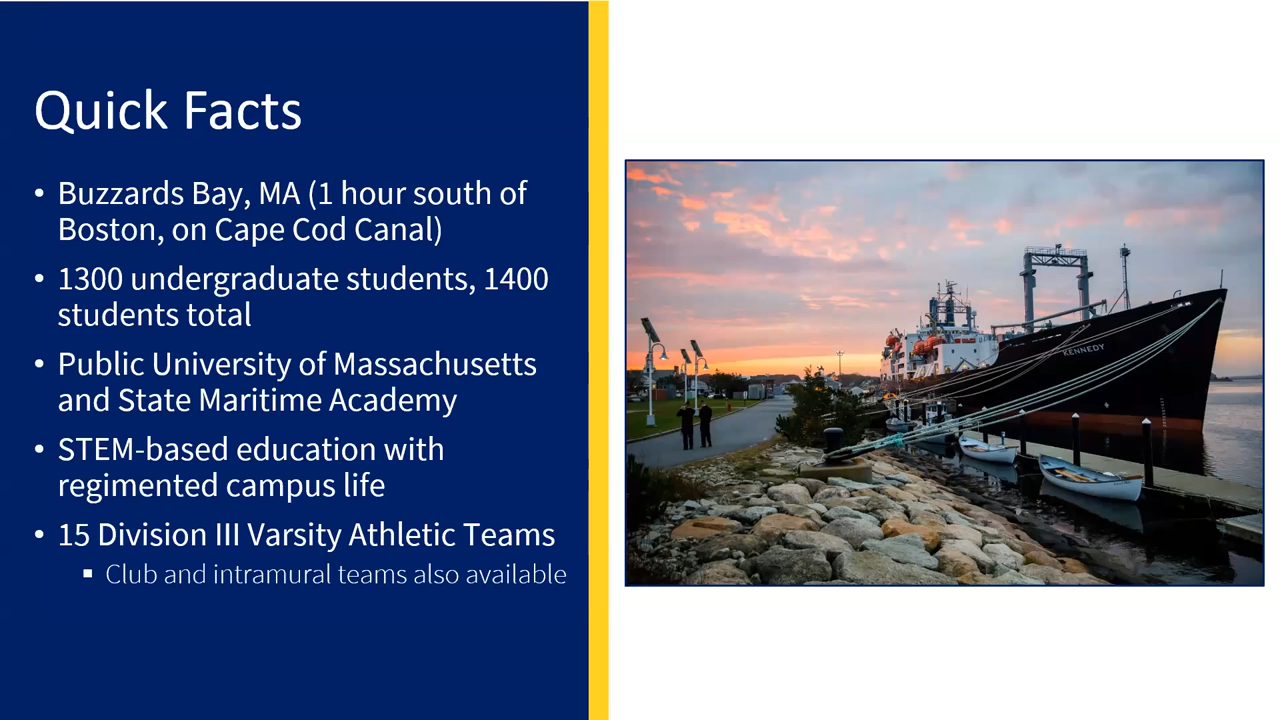 Quick Facts
• Buzzards Bay, MA (1 hour south of
Boston, on Cape Cod Canal)
• 1300 undergraduate students, 1400
students total
• Public University of Massachusetts
and State Maritime Academy
• STEM-based education with
regimented campus life
• 15 Division III Varsity Athletic Teams
▪ Club and intramural teams also available
KENNEDY